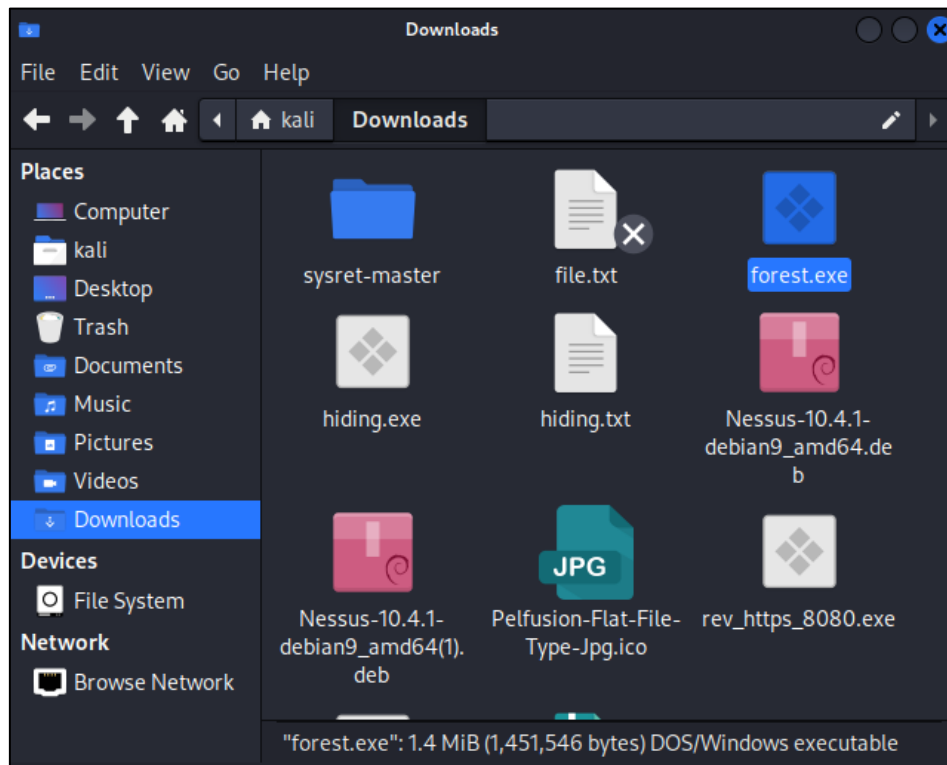 Downloads
File Edit View Go Help
kali Downloads
Places
Computer
kali
Desktop
Trash
Documents
Music
Pictures
Videos
Downloads
Devices
File System
Network
Browse Network
sysret-master
file.txt
forest.exe
hiding.exe
hiding.txt
Nessus-10.4.1-
debian9_amd64.de
b
Nessus-10.4.1-
debian9_amd64(1).
deb
JPG
Pelfusion-Flat-File-
Type-Jpg.ico
rev_https_8080.exe
"forest.exe": 1.4 MiB (1,451,546 bytes) DOS/Windows executable